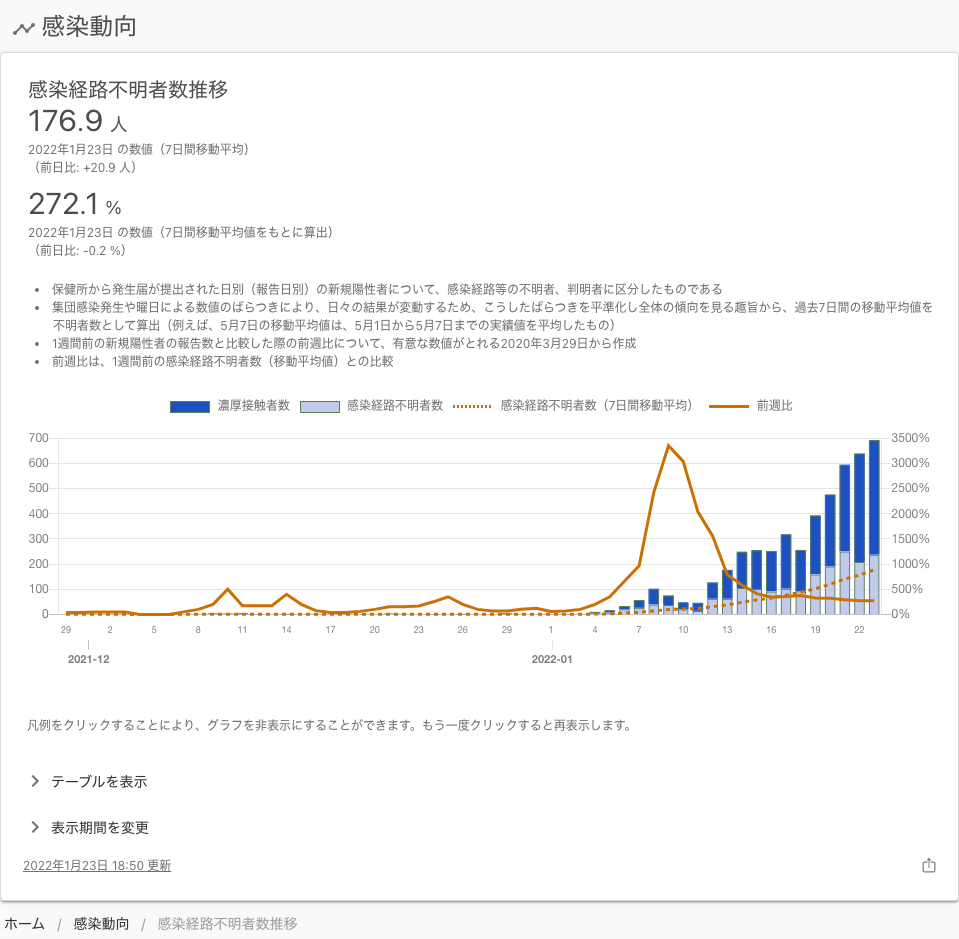 感染動向
感染経路不明者数推移
176.9 人
2022年1月23日 の数値（7日間移動平均）
（前日比: +20.9 人）
272.1 %
2022年1月23日 の数値（7日間移動平均値をもとに算出）
（前日比: -0.2 %）
• 保健所から発生届が提出された日別（報告日別）の新規陽性者について、感染経路等の不明者、判明者に区分したものである
• 集団感染発生や曜日による数値のばらつきにより、日々の結果が変動するため、こうしたばらつきを平準化し全体の傾向を見る趣旨から、過去7日間の移動平均値を
不明者数として算出（例えば、5月7日の移動平均値は、5月1日から5月7日までの実績値を平均したもの）
• 1週間前の新規陽性者の報告数と比較した際の前週比について、有意な数値がとれる2020年3月29日から作成
• 前週比は、1週間前の感染経路不明者数（移動平均値）との比較
濃厚接触者数 感染経路不明者数 感染経路不明者数（7日間移動平均） 前週比
700 3500%
600 3000%
500 2500%
400 2000%
300 1500%
200 1000%
100 500%
0 0%
29 2 5 8 11 14 17 20 23 26 29 1 4 7 10 13 16 19 22
2021-12 2022-01
凡例をクリックすることにより、グラフを非表示にすることができます。もう一度クリックすると再表示します。
テーブルを表示
表示期間を変更
2022年1月23日 18:50 更新
ホーム / 感染動向 / 感染経路不明者数推移